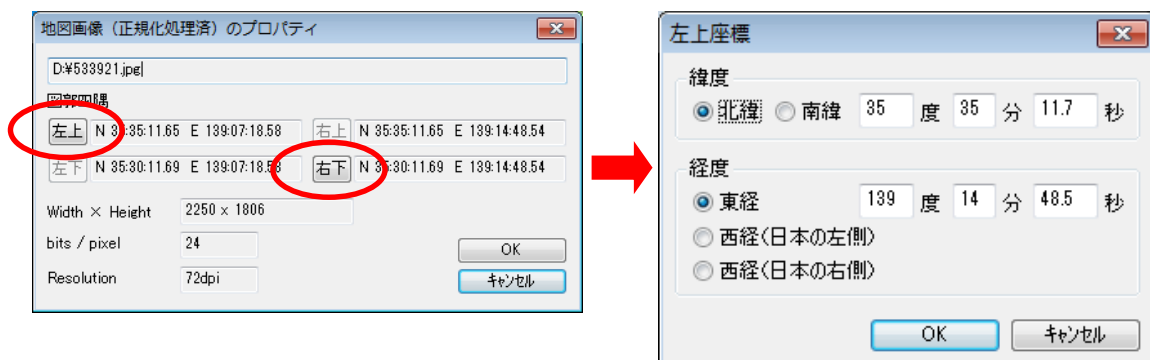 地図画像（正規化処理済）のプロパティ
D:¥533921.jpg
図郭四隅
左上 N 35:35:11.65 E 139:07:18.58 右上 N 35:35:11.65 E 139:14:48.54
左下 N 35:30:11.69 E 139:07:18.58 右下 N 35:30:11.69 E 139:14:48.54
Width × Height 2250 x 1806
bits / pixel 24
OK
Resolution 72dpi
キャンセル
左上座標
緯度
北緯 南緯 35 度 35 分 11.7 秒
経度
東経 139 度 14 分 48.5 秒
西経(日本の左側)
西経(日本の右側)
OK キャンセル